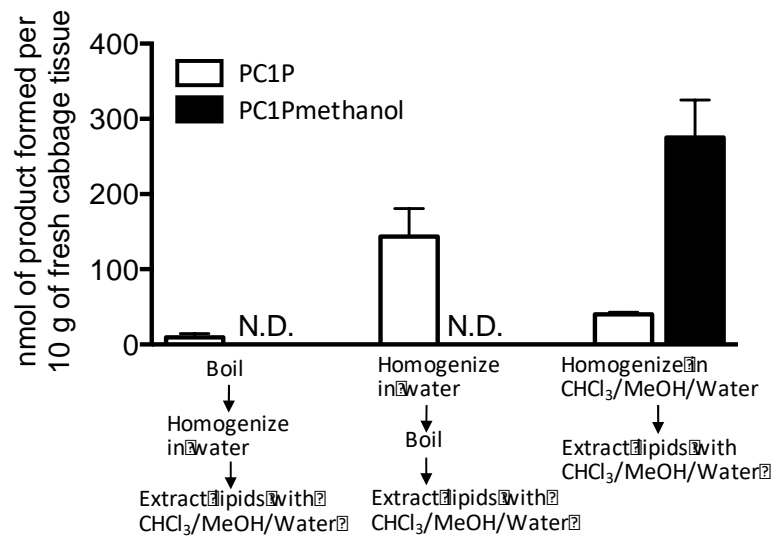 nmol of product formed per
10 g of fresh cabbage tissue
400
300
200
100
0
PC1P
PC1Pmethanol
N.D.
N.D.
Boil
Homogenize
in�water
Extract�lipids�with�
CHCl₃/MeOH/Water�
Homogenize
in�water
Boil
Extract�lipids�with�
CHCl₃/MeOH/Water�
Homogenize�in
CHCl₃/MeOH/Water
Extract�lipids�with
CHCl₃/MeOH/Water�